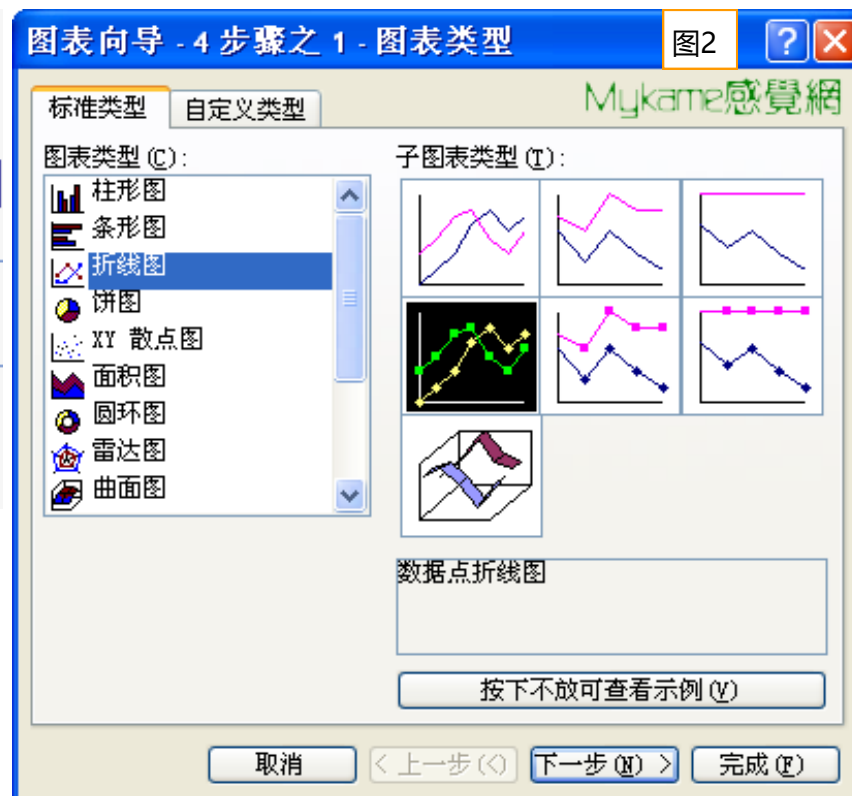 图表向导 - 4 步骤之 1 - 图表类型
图2
标准类型
自定义类型
Mykame感覺網
图表类型(C):
子图表类型(T):
柱形图
条形图
折线图
饼图
XY 散点图
面积图
圆环图
雷达图
曲面图
数据点折线图
按下不放可查看示例(V)
取消
< 上一步(<)
下一步(N) >
完成(F)